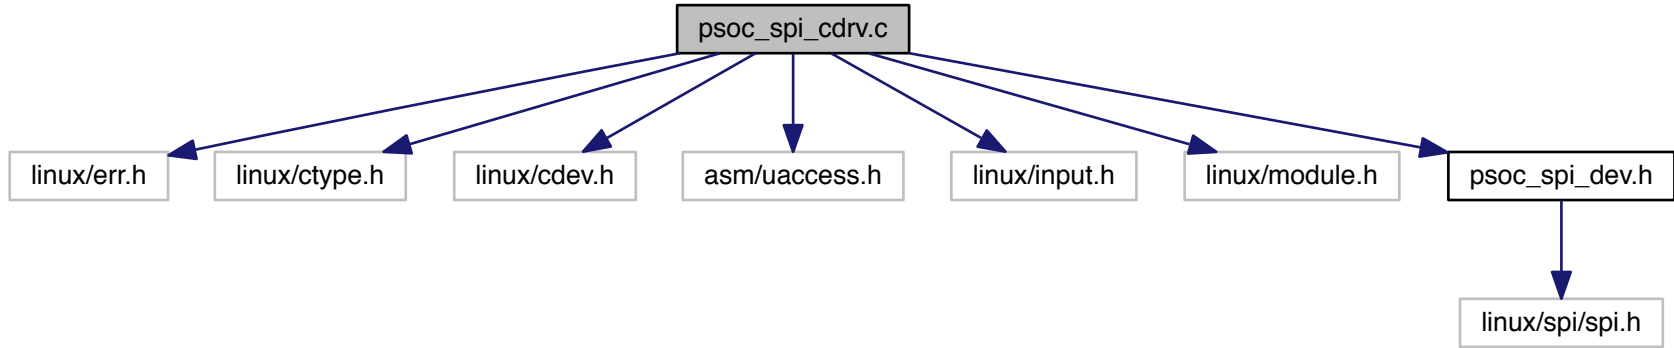 psoc_spi_cdrv.c
linux/err.h
linux/ctype.h
linux/cdev.h
asm/uaccess.h
linux/input.h
linux/module.h
psoc_spi_dev.h
linux/spi/spi.h